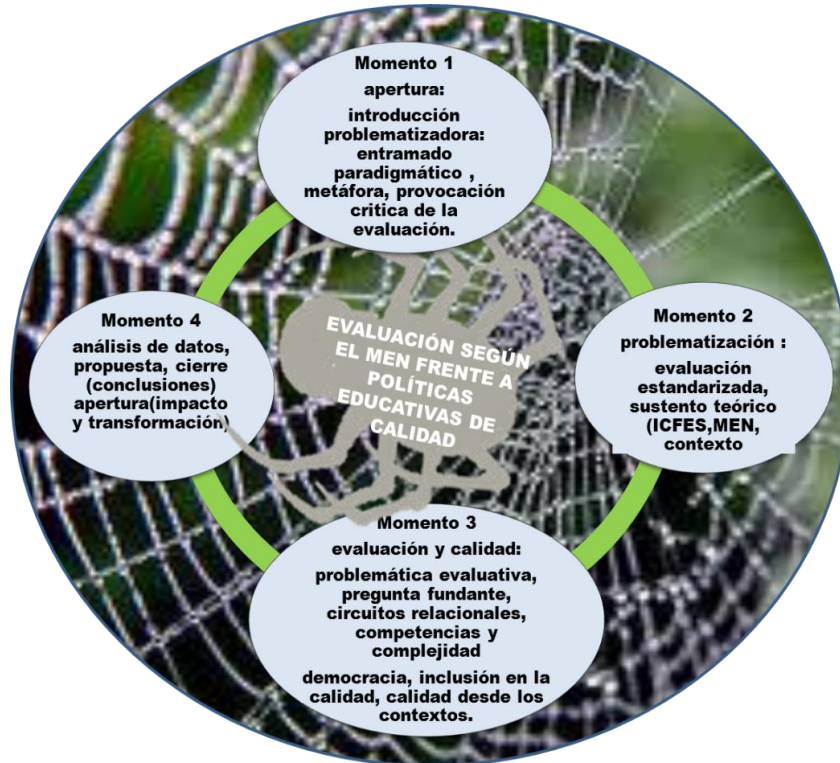 Momento 1
apertura:
introducción
problematizadora:
entramado
paradigmático ,
metáfora, provocación
critica de la
evaluación.
Momento 2
problematización :
evaluación
estandarizada,
sustento teórico
(ICFES,MEN,
contexto
Momento 3
evaluación y calidad:
problemática evaluativa,
pregunta fundante,
circuitos relacionales,
competencias y
complejidad
democracia, inclusión en la
calidad, calidad desde los
contextos.
Momento 4
análisis de datos,
propuesta, cierre
(conclusiones)
apertura(impacto
y transformación)
EVALUACIÓN SEGÚN
EL MEN FRENTE A
POLÍTICAS
EDUCATIVAS DE
CALIDAD